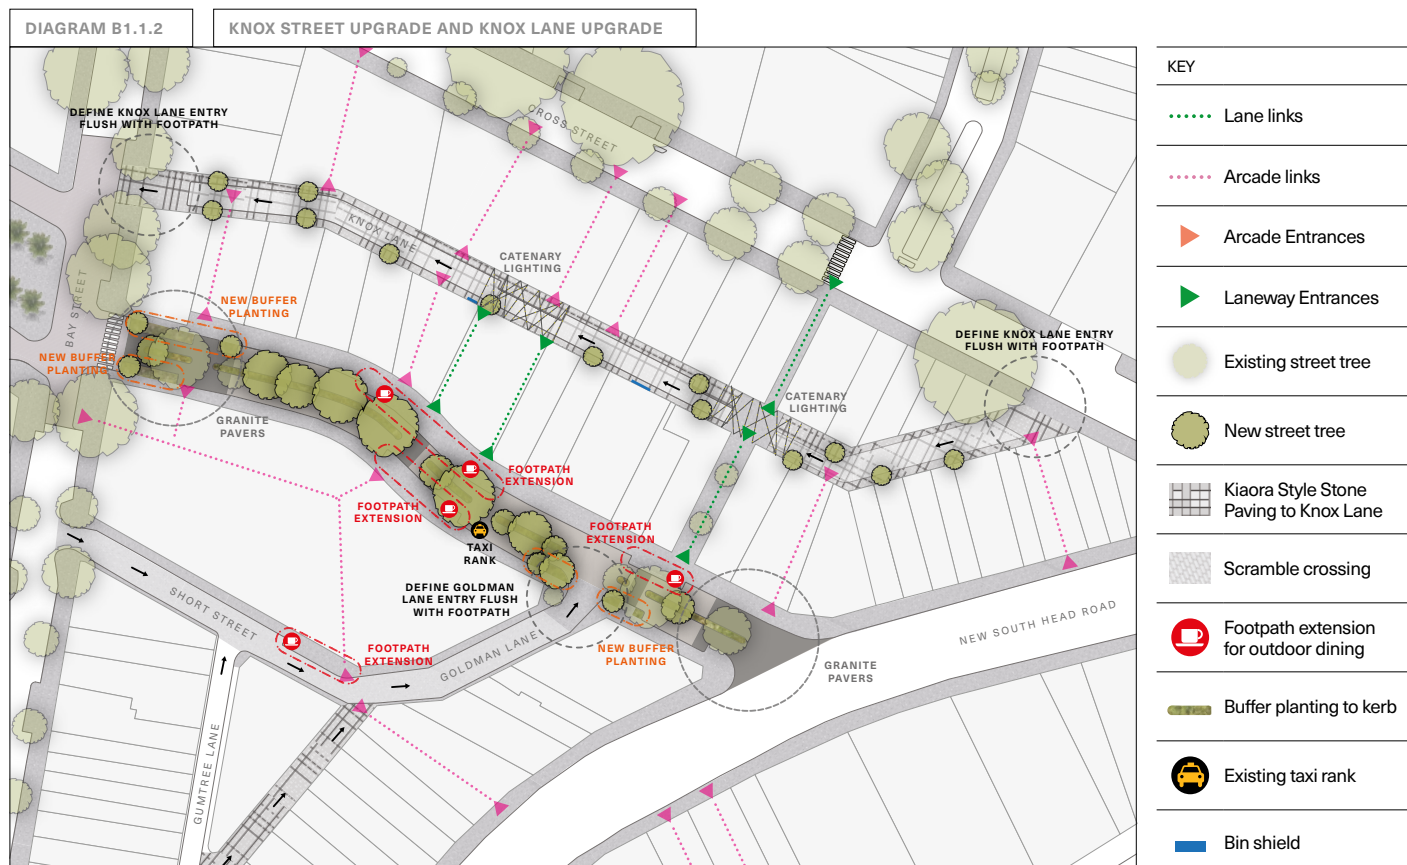 DIAGRAM B1.1.2
KNOX STREET UPGRADE AND KNOX LANE UPGRADE
DEFINE KNOX LANE ENTRY
FLUSH WITH FOOTPATH
CROSS STREET
KNOX LANE
CATENARY
LIGHTING
BAY STREET
NEW BUFFER
PLANTING
NEW BUFFER
PLANTING
GRANITE
PAVERS
DEFINE KNOX LANE ENTRY
FLUSH WITH FOOTPATH
CATENARY
LIGHTING
FOOTPATH
EXTENSION
FOOTPATH
EXTENSION
TAXI
RANK
FOOTPATH
EXTENSION
DEFINE GOLDMAN
LANE ENTRY FLUSH
WITH FOOTPATH
SHORT STREET
FOOTPATH
EXTENSION
GOLDMAN LANE
NEW BUFFER
PLANTING
GRANITE
PAVERS
NEW SOUTH HEAD ROAD
GUMTREE LANE
KEY
Lane links
Arcade links
Arcade Entrances
Laneway Entrances
Existing street tree
New street tree
Kiaora Style Stone
Paving to Knox Lane
Scramble crossing
Footpath extension
for outdoor dining
Buffer planting to kerb
Existing taxi rank
Bin shield